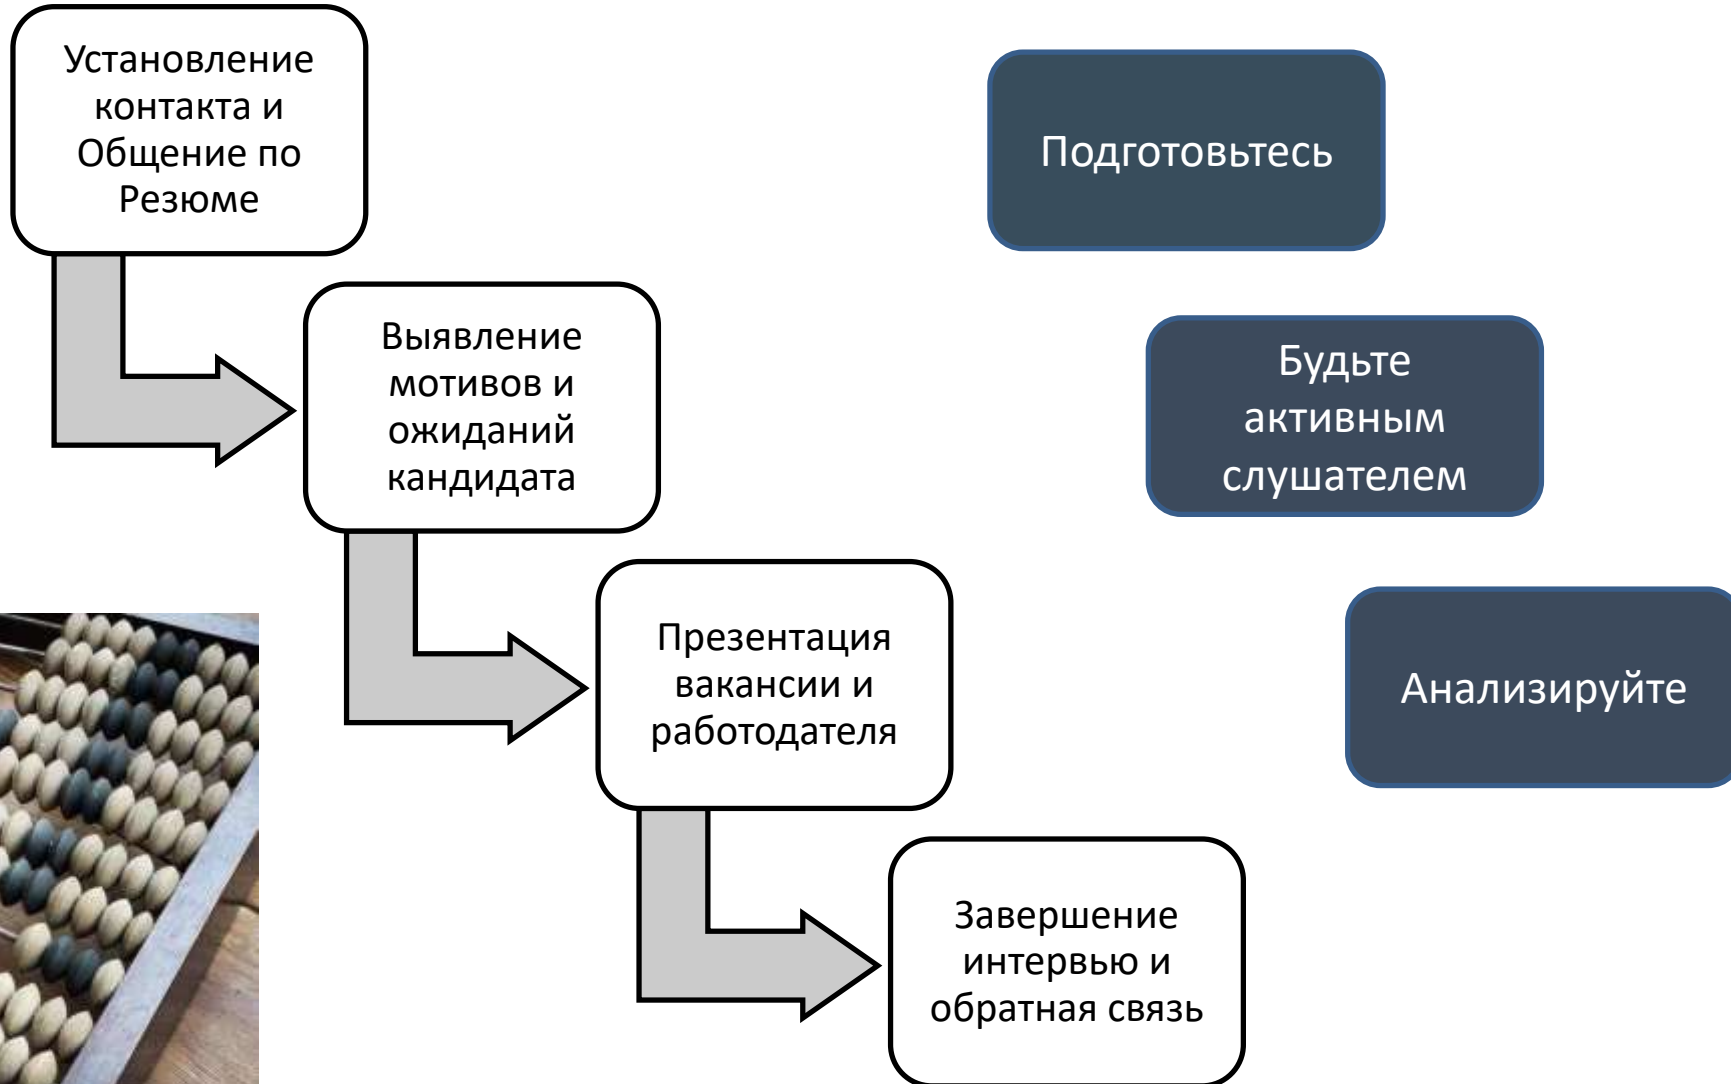 Установление
контакта и
Общение по
Резюме
Выявление
мотивов и
ожиданий
кандидата
Презентация
вакансии и
работодателя
Завершение
интервью и
обратная связь
Подготовьтесь
Будьте
активным
слушателем
Анализируйте